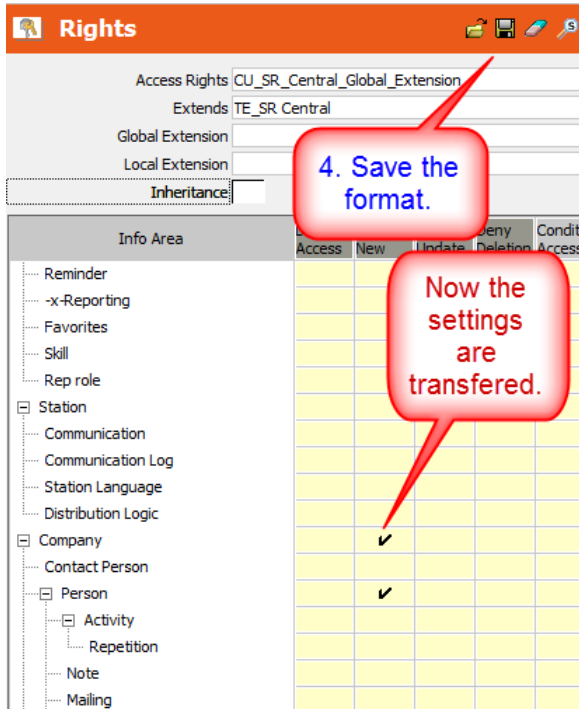 Rights
Access Rights CU_SR_Central_Global_Extension
Extends TE_SR Central
Global Extension
Local Extension
Inheritance
4. Save the
format.
Info Area
Access New Update Deny Deletion Condit Access
Now the
settings
are
transfered.
Reminder
-x-Reporting
Favorites
Skill
Rep role
Station
Communication
Communication Log
Station Language
Distribution Logic
Company
Contact Person
Person
Activity
Repetition
Note
Mailing